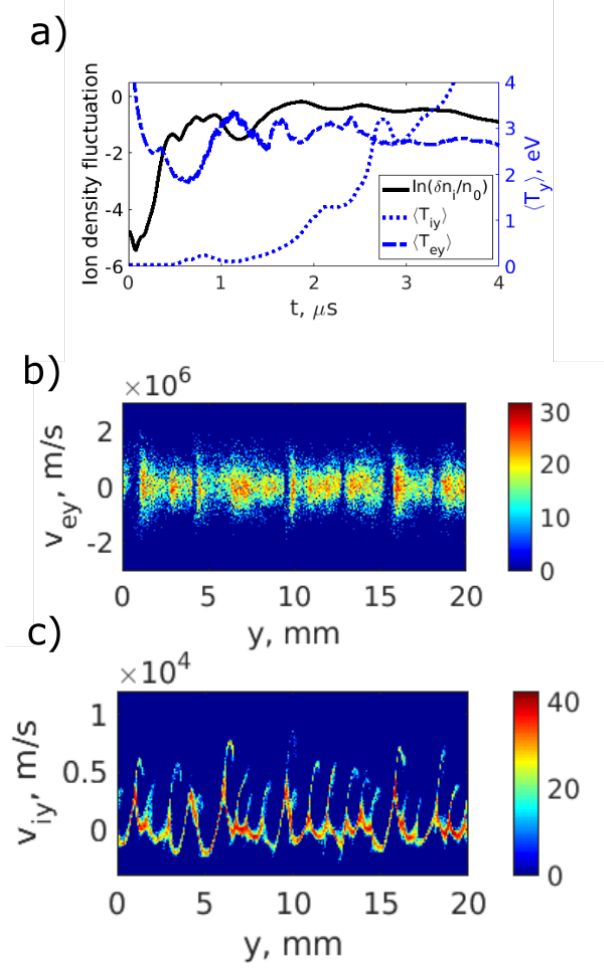 a)
Ion density fluctuation
0
-2
-4
-6
4
3
2
1
0
⟨T_y⟩, eV
ln(δn_i/n_0)
⟨T_iy⟩
⟨T_ey⟩
0 1 2 3 4
t, μs
b)
×10^6
v_ey, m/s
2
0
-2
0 5 10 15 20
y, mm
30
20
10
0
c)
×10^4
v_iy, m/s
1
0.5
0
0 5 10 15 20
y, mm
40
20
0